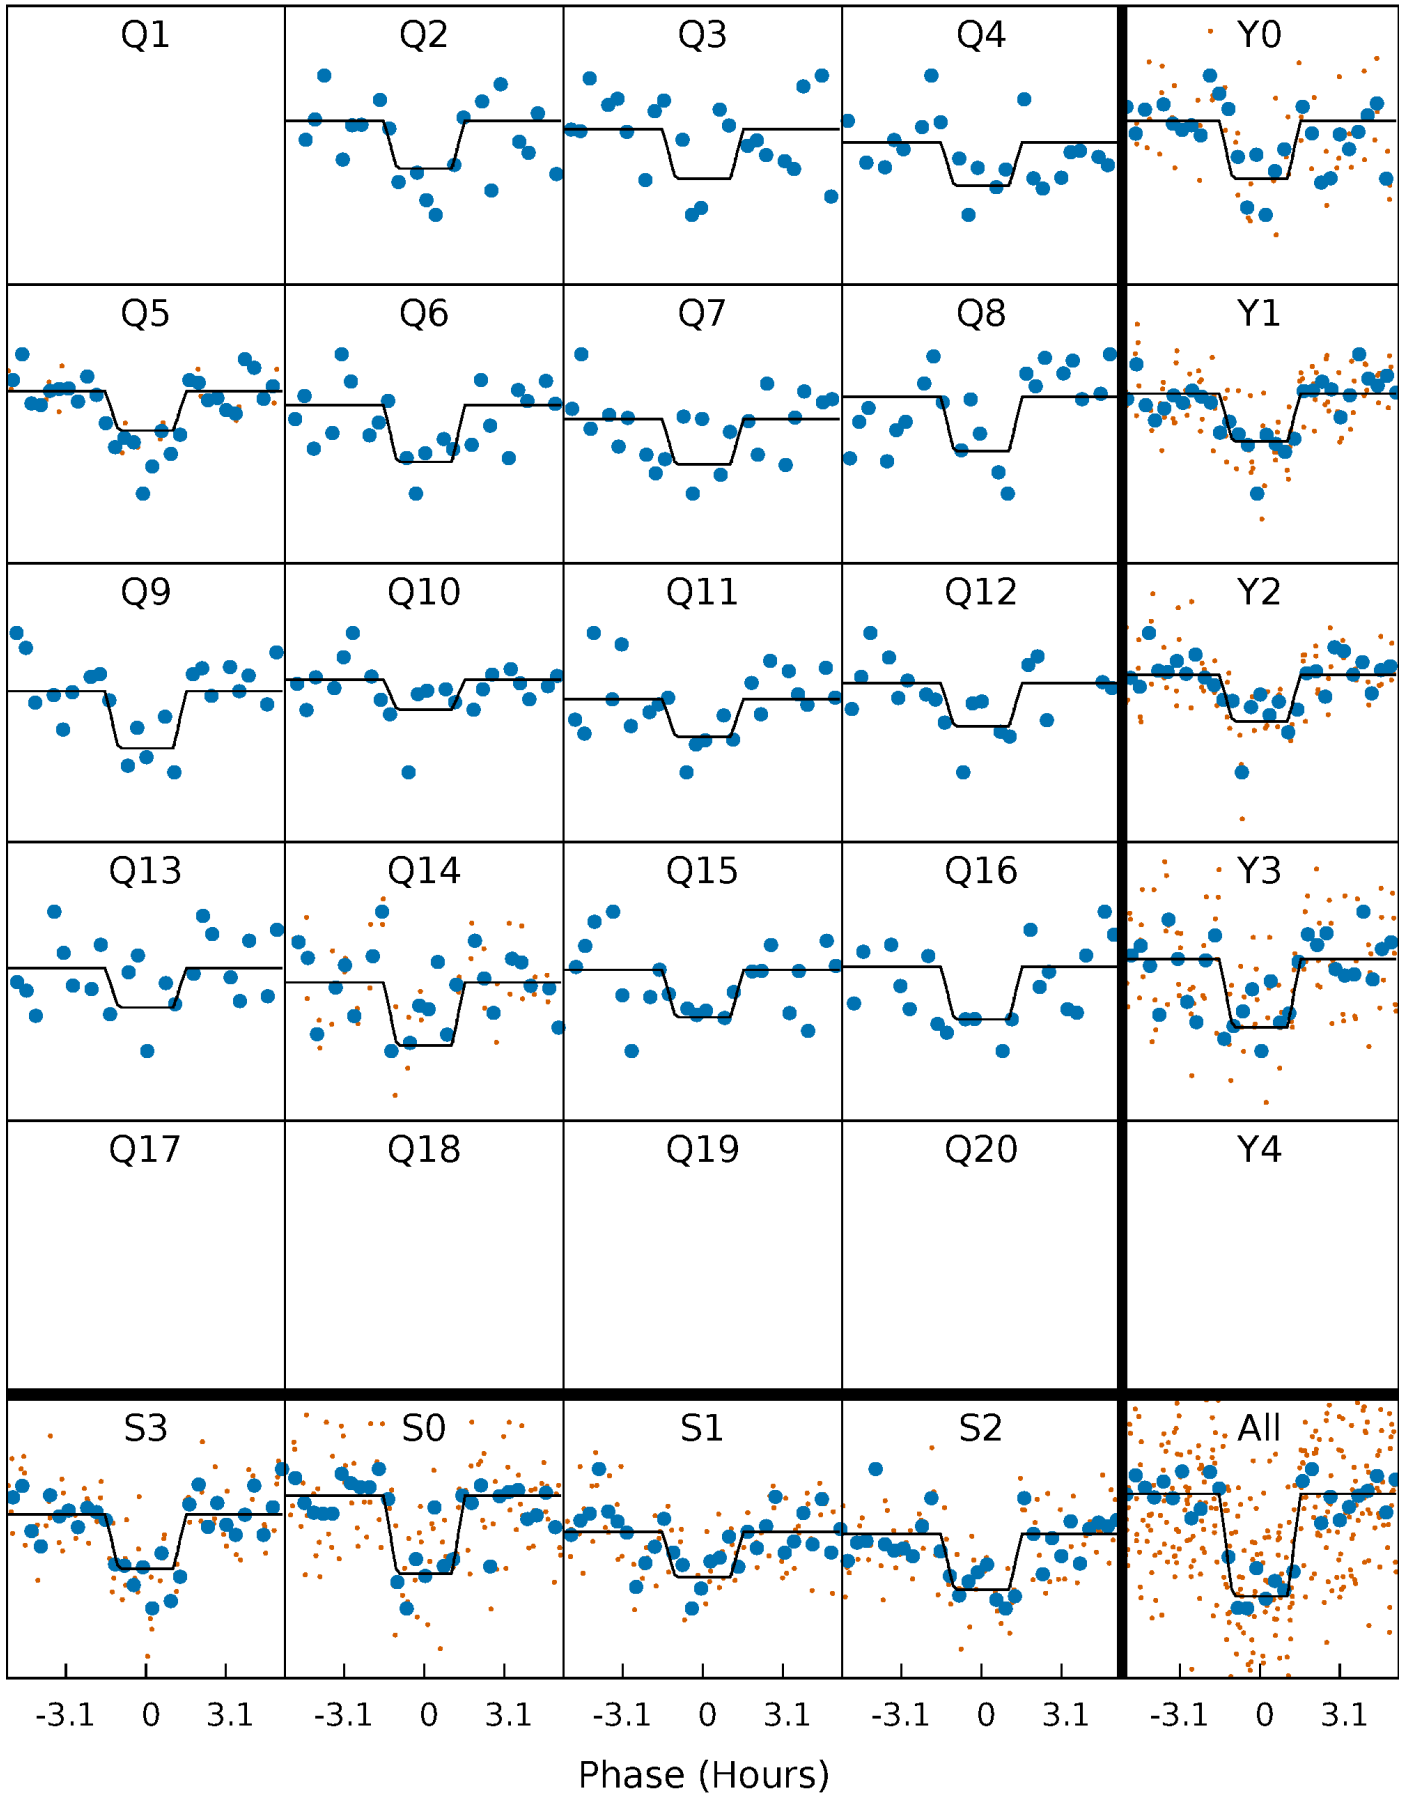 Q1 Q2 Q3 Q4 Y0
Q5 Q6 Q7 Q8 Y1
Q9 Q10 Q11 Q12 Y2
Q13 Q14 Q15 Q16 Y3
Q17 Q18 Q19 Q20 Y4
S3 S0 S1 S2 All
-3.1 0 3.1 -3.1 0 3.1 -3.1 0 3.1 -3.1 0 3.1 -3.1 0 3.1
Phase (Hours)